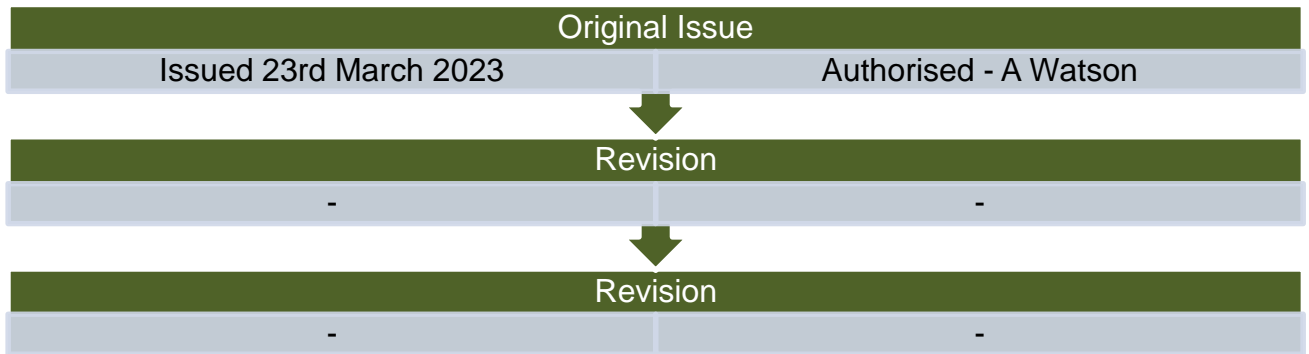 Original Issue
Issued 23rd March 2023 Authorised - A Watson
Revision
- -
Revision
- -